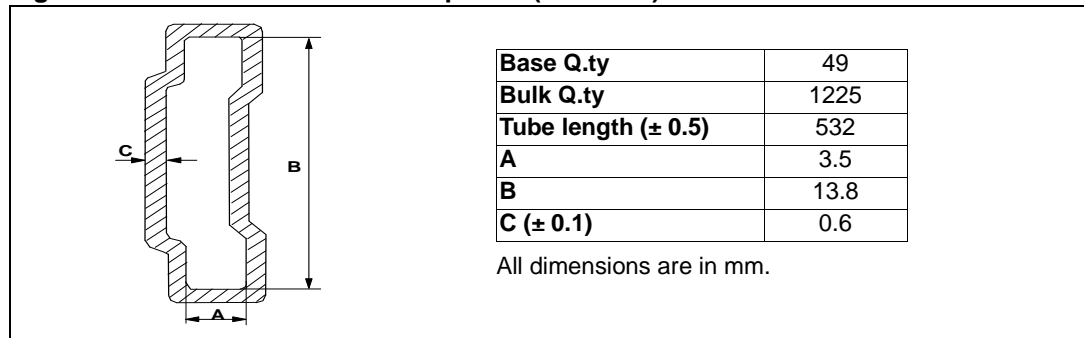 C
B
A
Base Q.ty 49
Bulk Q.ty 1225
Tube length (± 0.5) 532
A 3.5
B 13.8
C (± 0.1) 0.6
All dimensions are in mm.